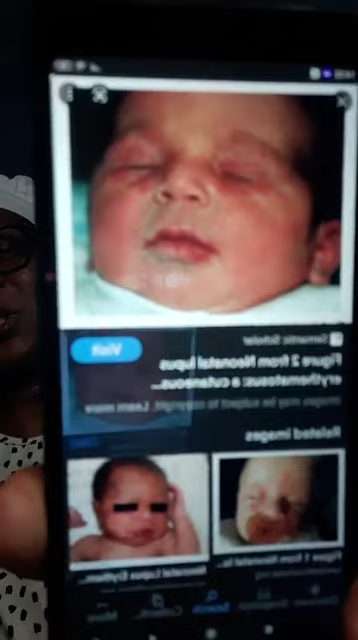 Semantic Scholar
Visit
Figure 2 from Neonatal lupus
erythematosus: a cutaneous...
Images may be subject to copyright. Learn more
Related images
Figure 1 from Neonatal lu...
Neonatal Lupus Erythem...
Search